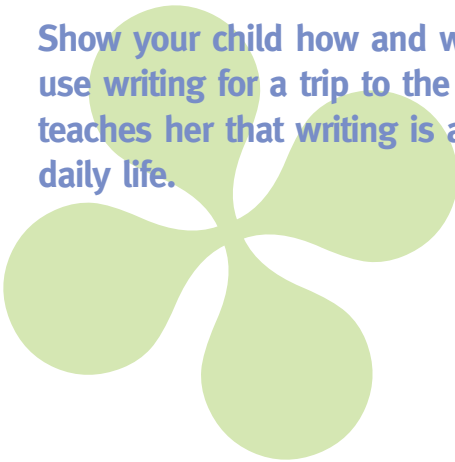 Show your child how and w
use writing for a trip to the
teaches her that writing is a
daily life.